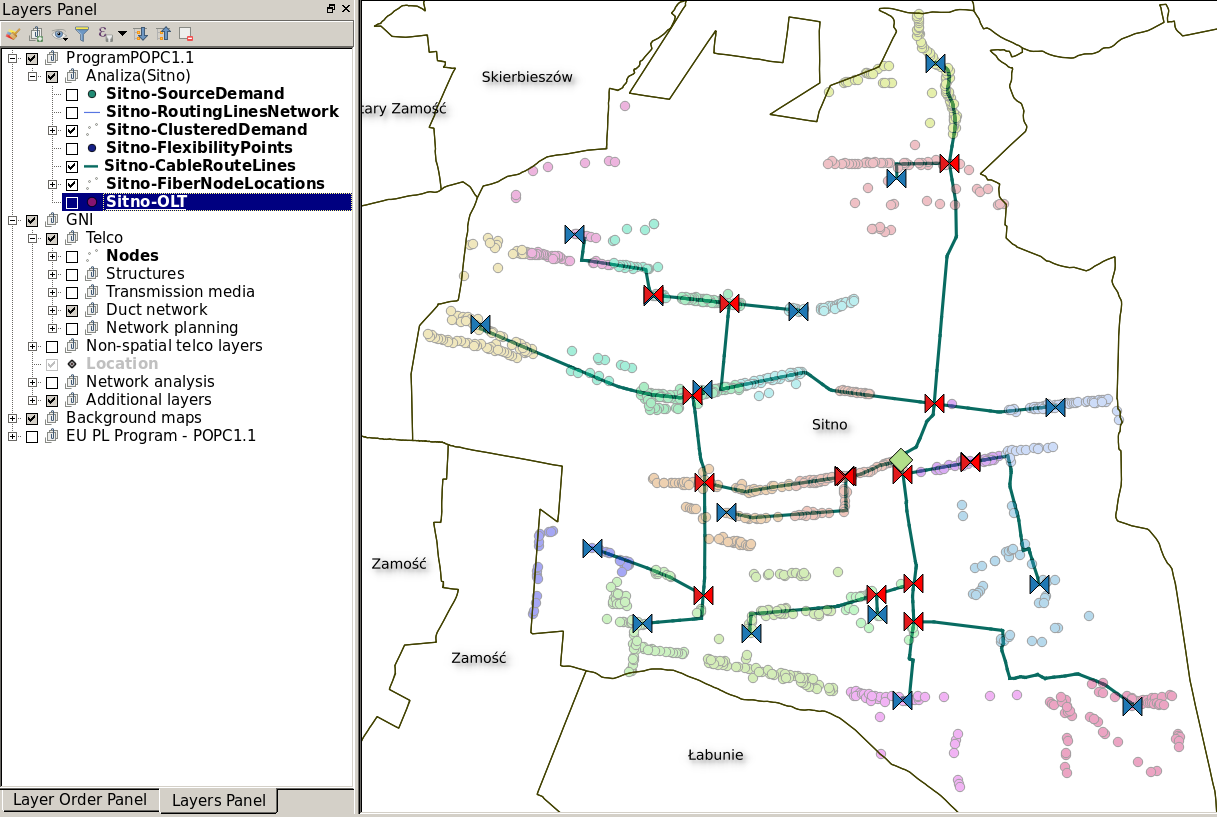 Layers Panel
ProgramPOPC1.1
Analiza(Sitno)
Sitno-SourceDemand
Sitno-RoutingLinesNetwork
Sitno-ClusteredDemand
Sitno-FlexibilityPoints
Sitno-CableRouteLines
Sitno-FiberNodeLocations
Sitno-OLT
GNI
Telco
Nodes
Structures
Transmission media
Duct network
Network planning
Non-spatial telco layers
Location
Network analysis
Additional layers
Background maps
EU PL Program - POPC1.1
Layer Order Panel
Layers Panel
Skierbieszów
tary Zamość
Sitno
Zamość
Zamość
Łabunie